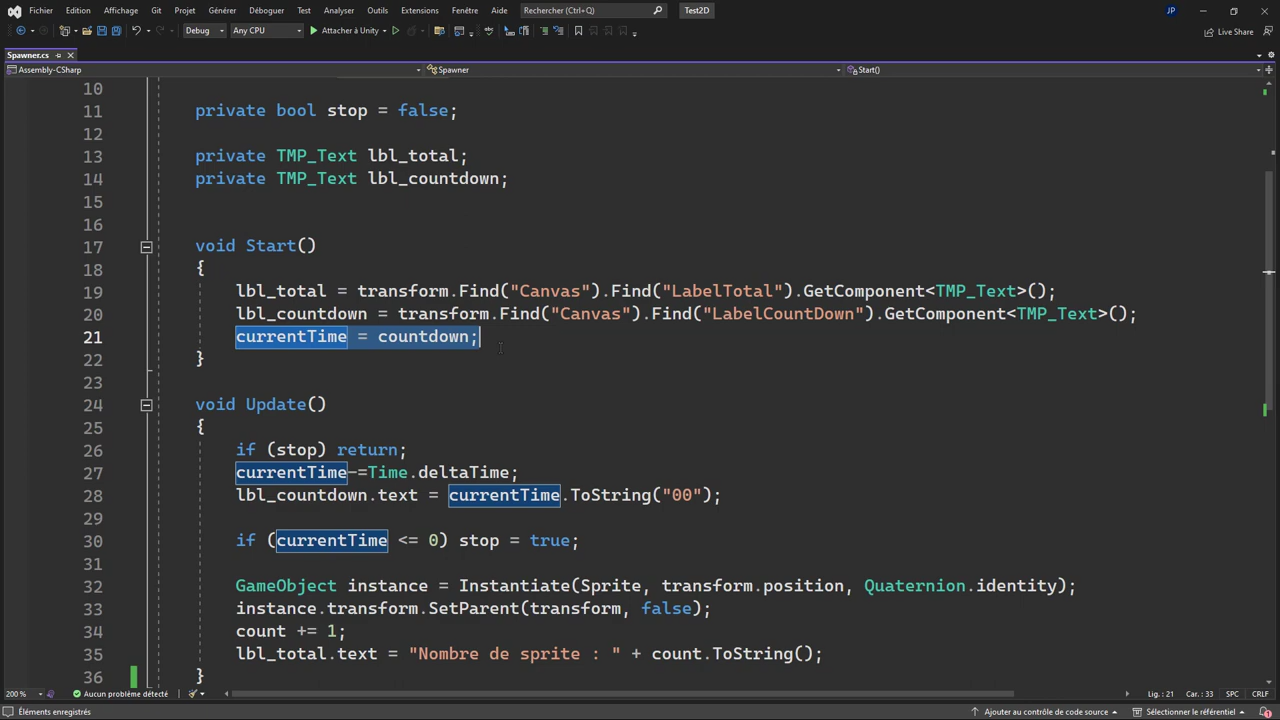 Fichier Edition Affichage Git Projet Générer Déboguer Test Analyser Outils Extensions Fenêtre Aide Rechercher (Ctrl+Q) Test2D JP
Debug Any CPU Attacher à Unity Live Share
Spawner.cs
Assembly-CSharp Spawner Start()
10
11 private bool stop = false;
12
13 private TMP_Text lbl_total;
14 private TMP_Text lbl_countdown;
15
16
17 void Start()
18 {
19 lbl_total = transform.Find("Canvas").Find("LabelTotal").GetComponent<TMP_Text>();
20 lbl_countdown = transform.Find("Canvas").Find("LabelCountDown").GetComponent<TMP_Text>();
21 currentTime = countdown;
22 }
23
24 void Update()
25 {
26 if (stop) return;
27 currentTime-=Time.deltaTime;
28 lbl_countdown.text = currentTime.ToString("00");
29
30 if (currentTime <= 0) stop = true;
31
32 GameObject instance = Instantiate(Sprite, transform.position, Quaternion.identity);
33 instance.transform.SetParent(transform, false);
34 count += 1;
35 lbl_total.text = "Nombre de sprite : " + count.ToString();
36 }
200 % Aucun problème détecté Lig. : 21 Car. : 33 SPC CRLF
Éléments enregistrés Ajouter au contrôle de code source Sélectionner le référentiel